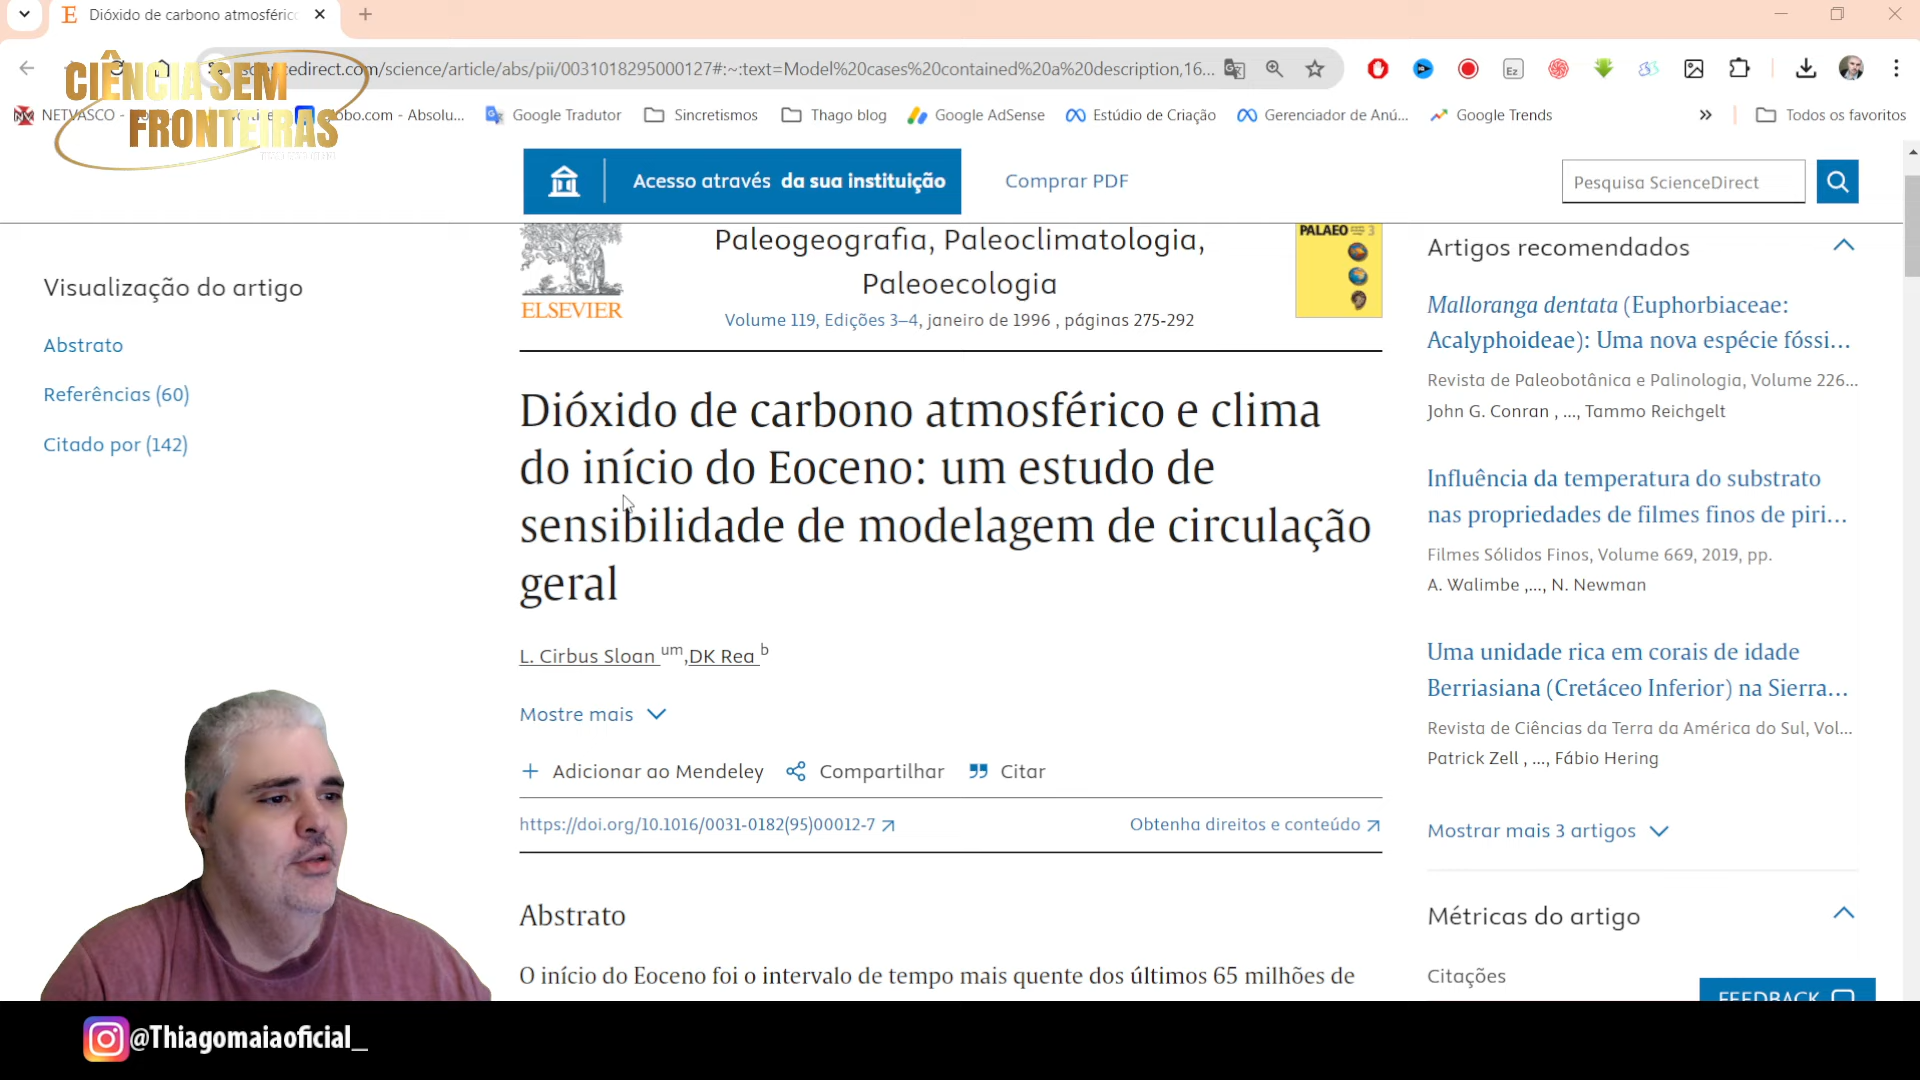 Dióxido de carbono atmosféric
edirect.com/science/article/abs/pii/0031018295000127#:~:text=Model%20cases%20contained%20a%20description,16...
CIÊNCIA SEM
FRONTEIRAS
NETVASCO -
obo.com - Absolu...
Google Tradutor
Sincretismos
Thago blog
Google AdSense
Estúdio de Criação
Gerenciador de Anú...
Google Trends
Todos os favoritos
Acesso através da sua instituição
Comprar PDF
Pesquisa ScienceDirect
ELSEVIER
Paleogeografia, Paleoclimatologia,
Paleoecologia
Volume 119, Edições 3–4, janeiro de 1996 , páginas 275-292
PALAEO 3
Visualização do artigo
Abstrato
Referências (60)
Citado por (142)
Dióxido de carbono atmosférico e clima
do início do Eoceno: um estudo de
sensibilidade de modelagem de circulação
geral
L. Cirbus Sloan um,DK Rea b
Mostre mais
Adicionar ao Mendeley
Compartilhar
Citar
https://doi.org/10.1016/0031-0182(95)00012-7
Obtenha direitos e conteúdo
Abstrato
O início do Eoceno foi o intervalo de tempo mais quente dos últimos 65 milhões de
Artigos recomendados
Malloranga dentata (Euphorbiaceae:
Acalyphoideae): Uma nova espécie fóssi...
Revista de Paleobotânica e Palinologia, Volume 226...
John G. Conran , ..., Tammo Reichgelt
Influência da temperatura do substrato
nas propriedades de filmes finos de piri...
Filmes Sólidos Finos, Volume 669, 2019, pp.
A. Walimbe ,..., N. Newman
Uma unidade rica em corais de idade
Berriasiana (Cretáceo Inferior) na Sierra...
Revista de Ciências da Terra da América do Sul, Vol...
Patrick Zell , ..., Fábio Hering
Mostrar mais 3 artigos
Métricas do artigo
Citações
FEEDBACK
@Thiagomaiaoficial_